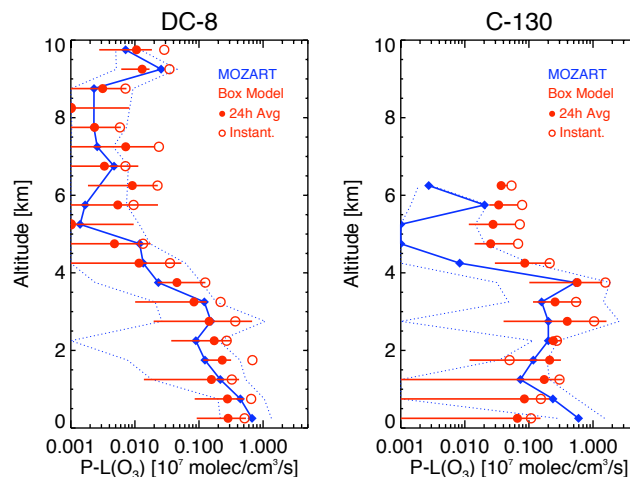 DC-8
C-130
MOZART
Box Model
24h Avg
Instant.
MOZART
Box Model
24h Avg
Instant.
Altitude [km]
10
8
6
4
2
0
Altitude [km]
10
8
6
4
2
0
0.001 0.010 0.100 1.000
P-L(O₃) [10⁷ molec/cm³/s]
0.001 0.010 0.100 1.000
P-L(O₃) [10⁷ molec/cm³/s]